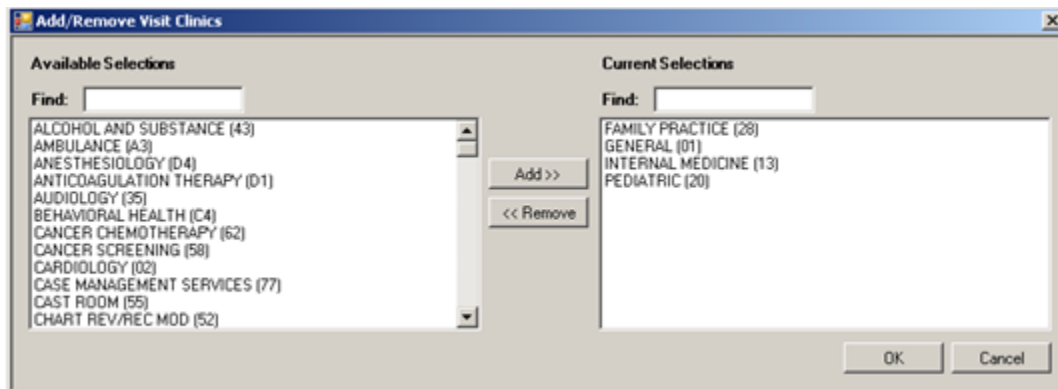 Add/Remove Visit Clinics
Available Selections
Find:
ALCOHOL AND SUBSTANCE (43)
AMBULANCE (A3)
ANESTHESIOLOGY (D4)
ANTICOAGULATION THERAPY (D1)
AUDIOLOGY (35)
BEHAVIORAL HEALTH (C4)
CANCER CHEMOTHERAPY (62)
CANCER SCREENING (58)
CARDIOLOGY (02)
CASE MANAGEMENT SERVICES (77)
CAST ROOM (55)
CHART REV/REC MOD (52)
Add >>
<< Remove
Current Selections
Find:
FAMILY PRACTICE (28)
GENERAL (01)
INTERNAL MEDICINE (13)
PEDIATRIC (20)
OK
Cancel